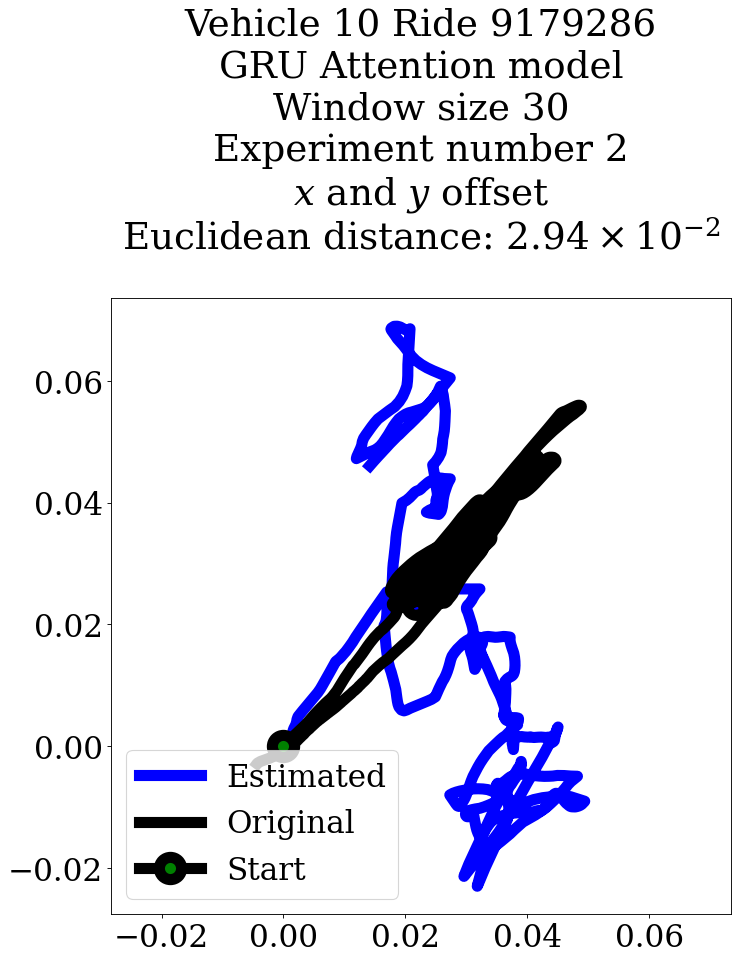 Vehicle 10 Ride 9179286
GRU Attention model
Window size 30
Experiment number 2
x and y offset
Euclidean distance: 2.94 × 10⁻²
0.06
0.04
0.02
0.00
−0.02
Estimated
Original
Start
−0.02 0.00 0.02 0.04 0.06